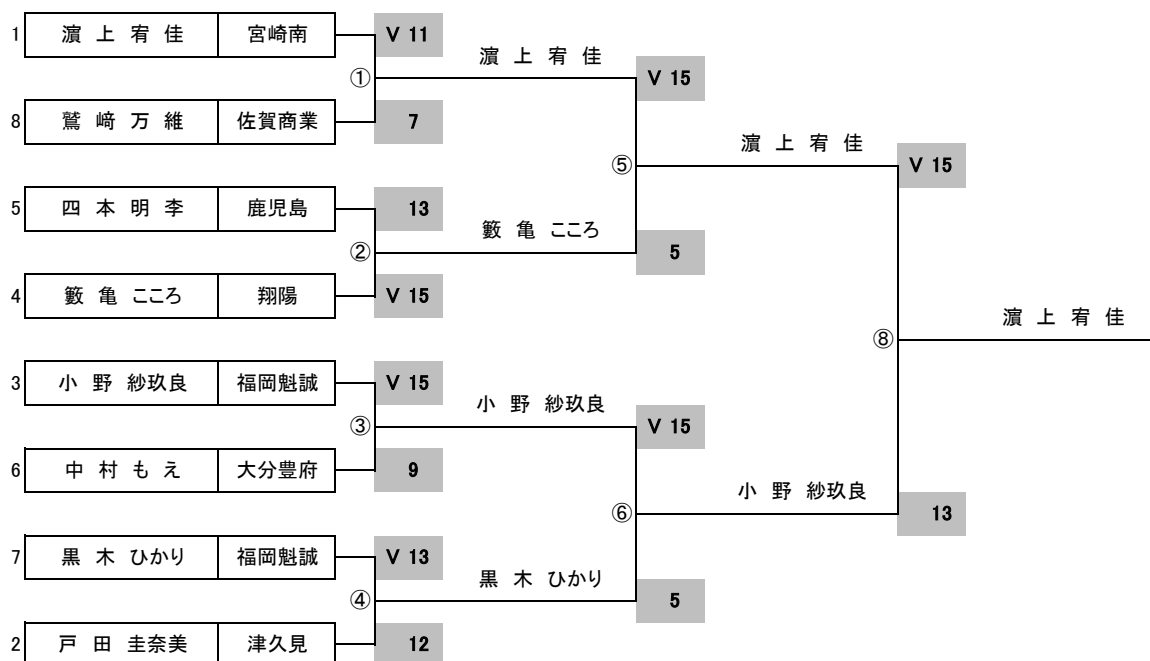 1 濵 上 宥 佳 宮崎南 V 11
濵 上 宥 佳
① V 15
8 鷲 﨑 万 維 佐賀商業 7
濵 上 宥 佳
⑤ V 15
5 四 本 明 李 鹿児島 13
籔 亀 こころ
② 5
4 籔 亀 こころ 翔陽 V 15
濵 上 宥 佳
⑧
3 小 野 紗玖良 福岡魁誠 V 15
小 野 紗玖良
③ V 15
6 中 村 も え 大分豊府 9
小 野 紗玖良
⑥ 13
7 黒 木 ひかり 福岡魁誠 V 13
黒 木 ひかり
④ 5
2 戸 田 圭奈美 津久見 12